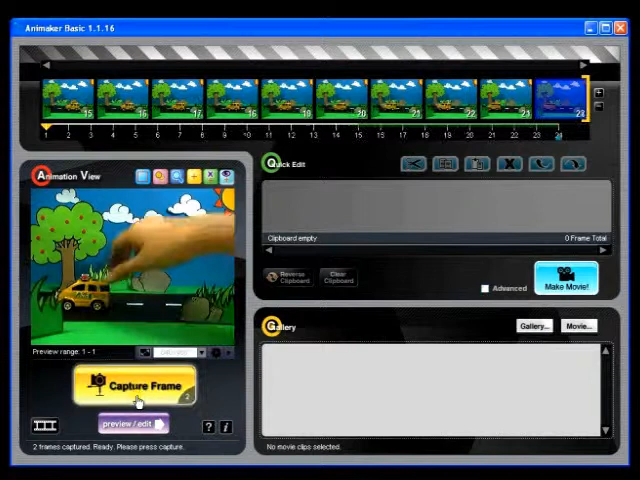 Animaker Basic 1.1.16
15 16 17 18 19 20 21 22 23
1 2 3 4 5 6 7 8 9 10 11 12 13 14 15 16 17 18 19 20 21 22 23 24
Animation View
Quick Edit
Clipboard empty
0 Frame Total
Reverse Clipboard
Clear Clipboard
Advanced
Make Movie!
Preview range: 1 - 1
Capture Frame
2
preview / edit
? i
2 frames captured. Ready. Please press capture.
Gallery
Gallery...
Movie...
No movie clips selected.